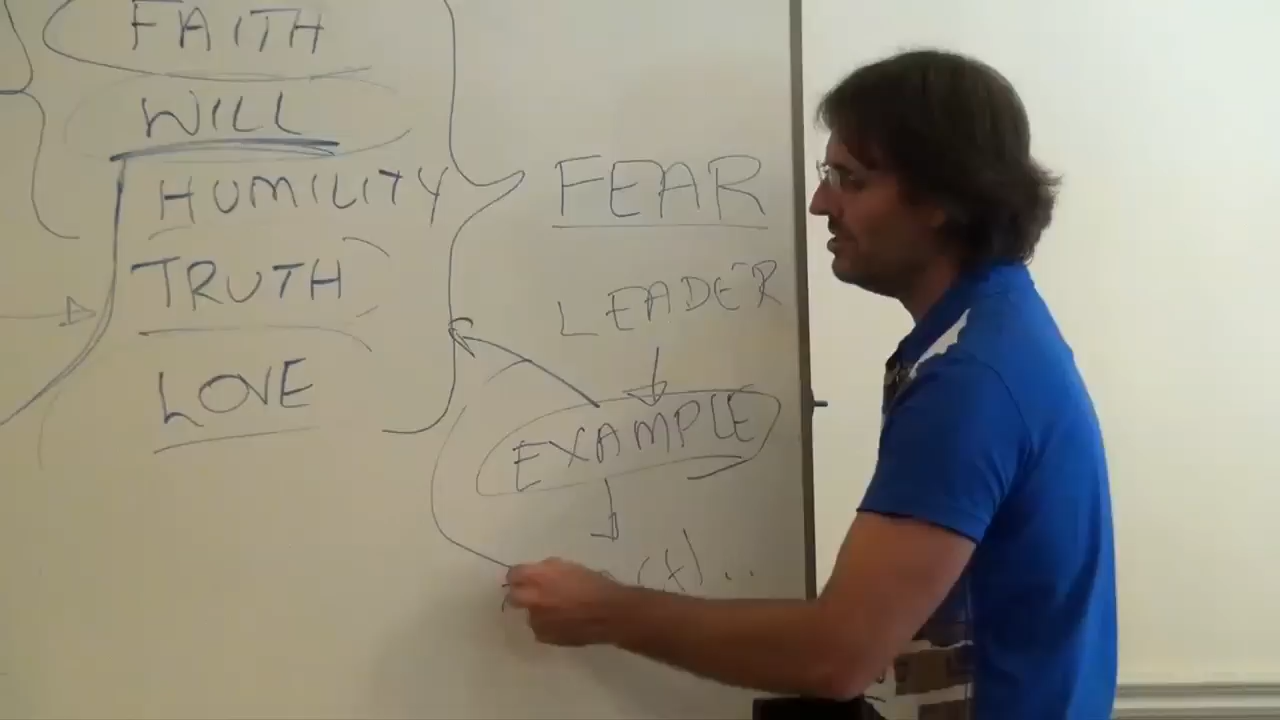 FAITH
WILL
HUMILITY
TRUTH
LOVE
FEAR
LEADER
EXAMPLE